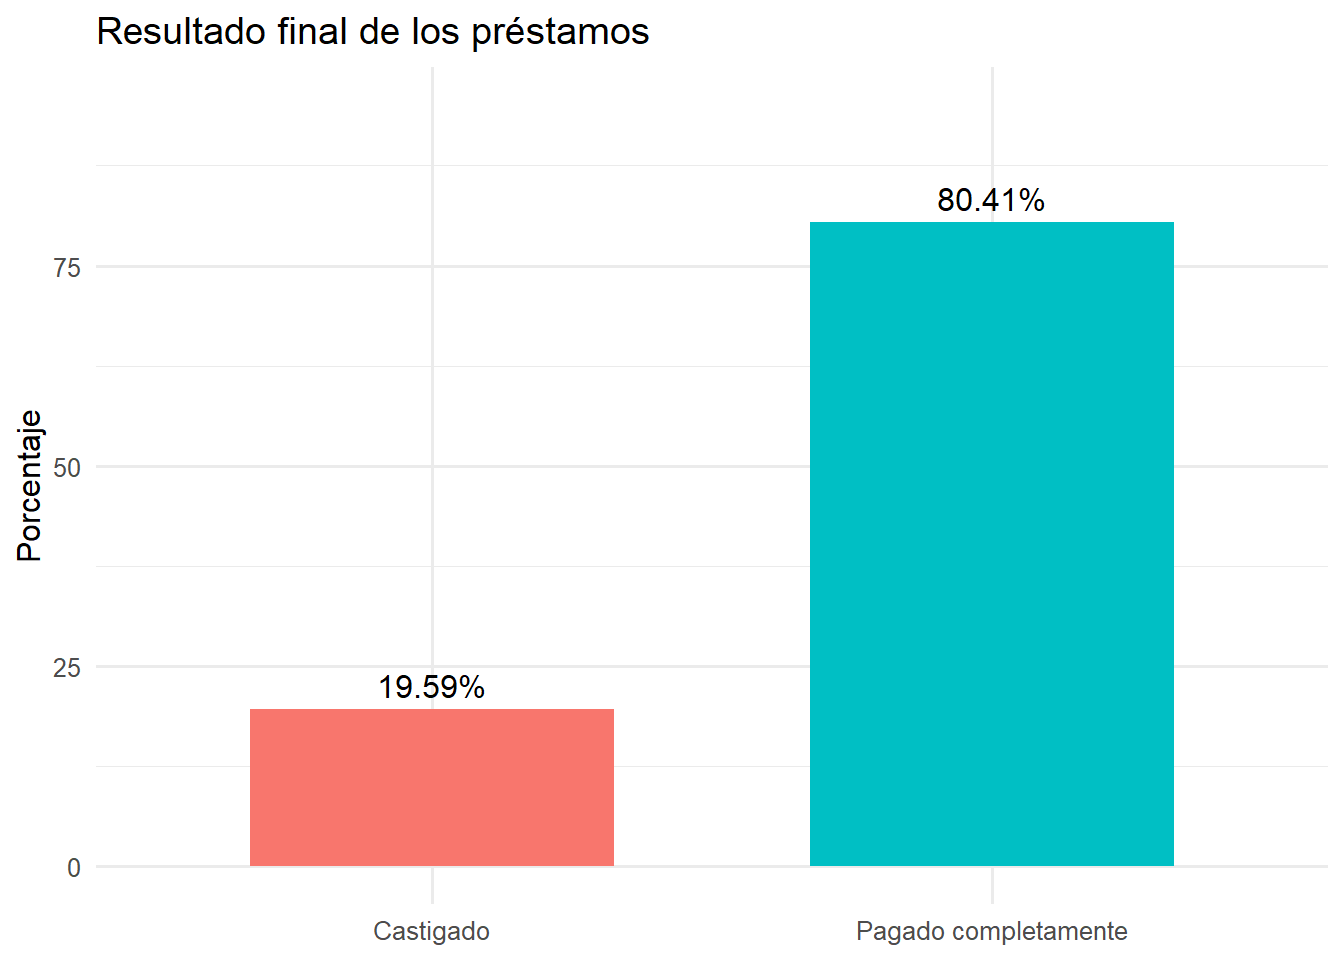 Resultado final de los préstamos
80.41%
75
Porcentaje
50
25
19.59%
0
Castigado
Pagado completamente